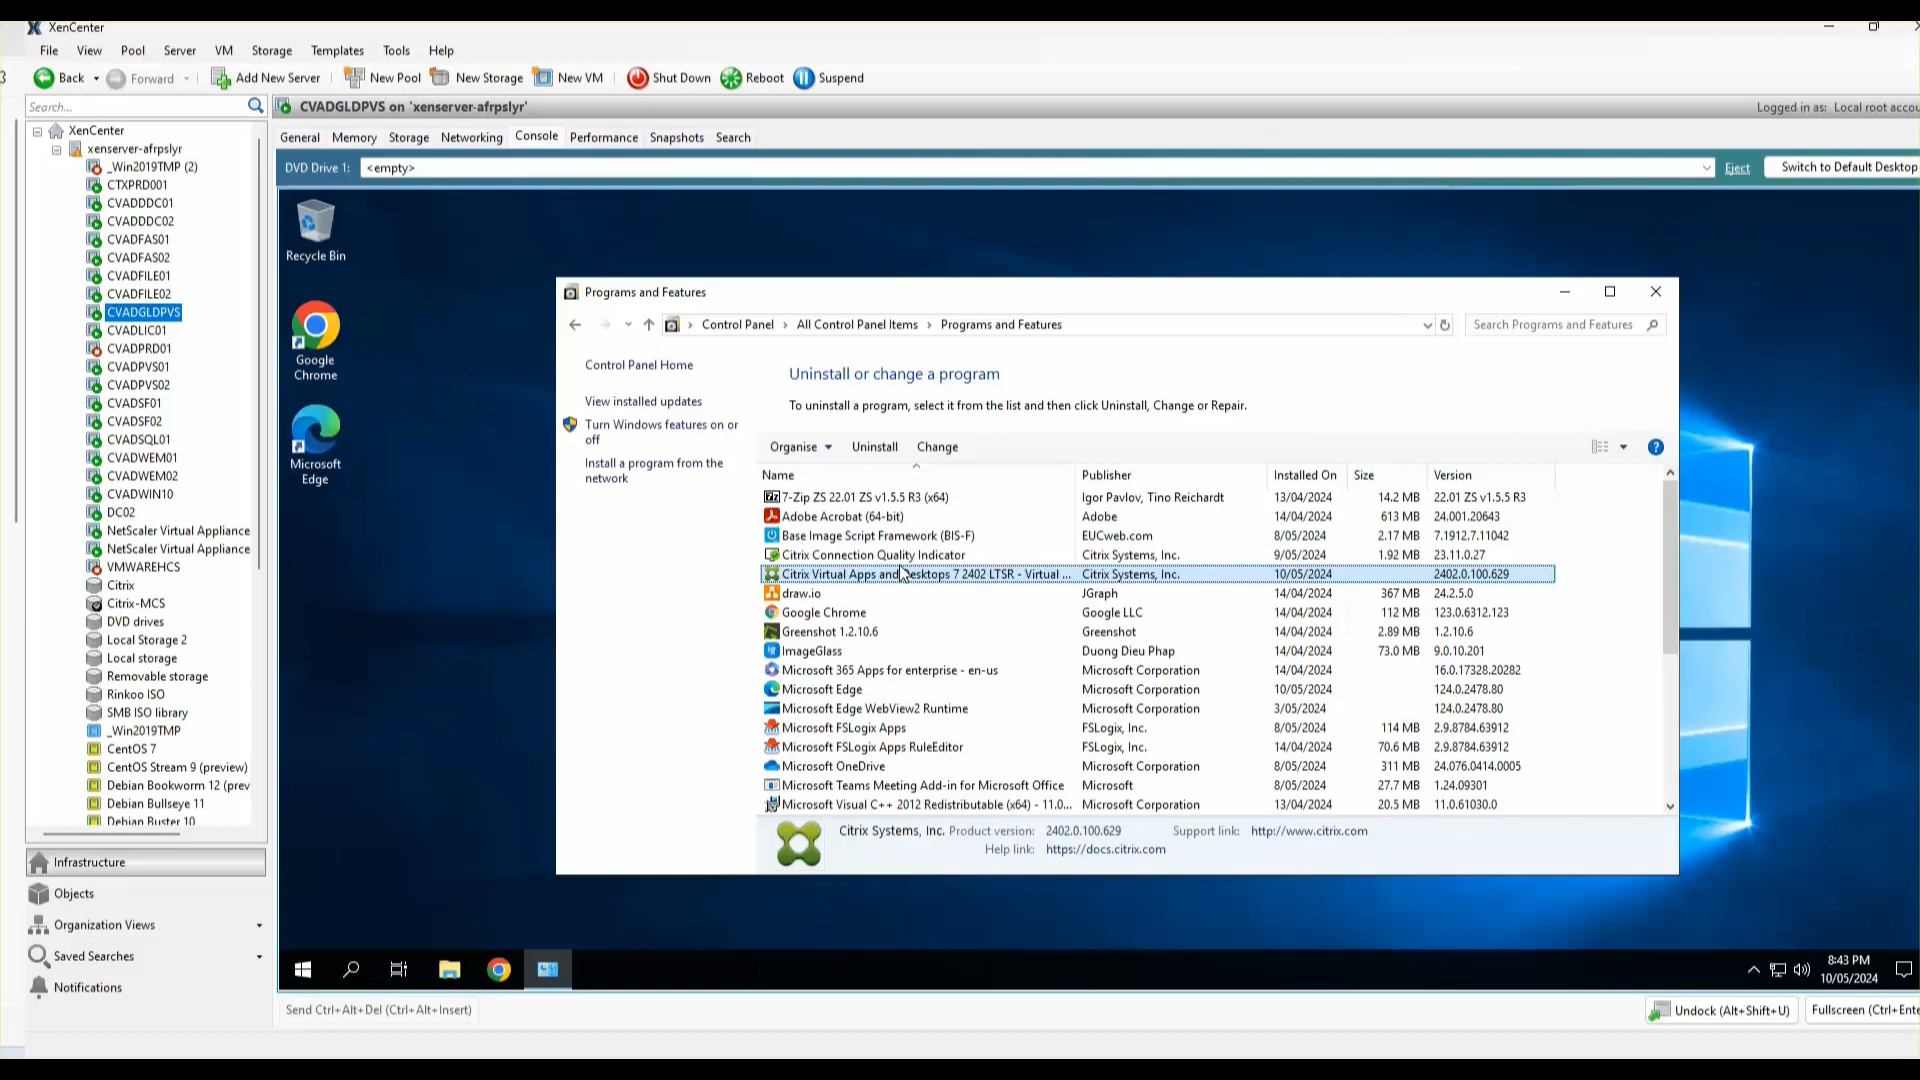 XenCenter
File View Pool Server VM Storage Templates Tools Help
Back Forward Add New Server New Pool New Storage New VM Shut Down Reboot Suspend
Search...
CVADGLDPVS on 'xenserver-afrpslyr'
Logged in as: Local root accou
XenCenter
xenserver-afrpslyr
_Win2019TMP (2)
CTXPRD001
CVADDDC01
CVADDDC02
CVADFAS01
CVADFAS02
CVADFILE01
CVADFILE02
CVADGLDPVS
CVADLIC01
CVADPRD01
CVADPVS01
CVADPVS02
CVADSF01
CVADSF02
CVADSQL01
CVADWEM01
CVADWEM02
CVADWIN10
DC02
NetScaler Virtual Appliance
NetScaler Virtual Appliance
VMWAREHCS
Citrix
Citrix-MCS
DVD drives
Local Storage 2
Local storage
Removable storage
Rinkoo ISO
SMB ISO library
_Win2019TMP
CentOS 7
CentOS Stream 9 (preview)
Debian Bookworm 12 (prev
Debian Bullseye 11
Debian Buster 10
Infrastructure
Objects
Organization Views
Saved Searches
Notifications
General Memory Storage Networking Console Performance Snapshots Search
DVD Drive 1: <empty> Eject Switch to Default Desktop
Recycle Bin
Google
Chrome
Microsoft
Edge
Programs and Features
Control Panel > All Control Panel Items > Programs and Features
Search Programs and Features
Control Panel Home
View installed updates
Turn Windows features on or
off
Install a program from the
network
Uninstall or change a program
To uninstall a program, select it from the list and then click Uninstall, Change or Repair.
Organise Uninstall Change
Name Publisher Installed On Size Version
7-Zip ZS 22.01 ZS v1.5.5 R3 (x64) Igor Pavlov, Tino Reichardt 13/04/2024 14.2 MB 22.01 ZS v1.5.5 R3
Adobe Acrobat (64-bit) Adobe 14/04/2024 613 MB 24.001.20643
Base Image Script Framework (BIS-F) EUCweb.com 8/05/2024 2.17 MB 7.1912.7.11042
Citrix Connection Quality Indicator Citrix Systems, Inc. 9/05/2024 1.92 MB 23.11.0.27
Citrix Virtual Apps and Desktops 7 2402 LTSR - Virtual ... Citrix Systems, Inc. 10/05/2024 2402.0.100.629
draw.io JGraph 14/04/2024 367 MB 24.2.5.0
Google Chrome Google LLC 14/04/2024 112 MB 123.0.6312.123
Greenshot 1.2.10.6 Greenshot 14/04/2024 2.89 MB 1.2.10.6
ImageGlass Duong Dieu Phap 14/04/2024 73.0 MB 9.0.10.201
Microsoft 365 Apps for enterprise - en-us Microsoft Corporation 14/04/2024 16.0.17328.20282
Microsoft Edge Microsoft Corporation 10/05/2024 124.0.2478.80
Microsoft Edge WebView2 Runtime Microsoft Corporation 3/05/2024 124.0.2478.80
Microsoft FSLogix Apps FSLogix, Inc. 8/05/2024 114 MB 2.9.8784.63912
Microsoft FSLogix Apps RuleEditor FSLogix, Inc. 14/04/2024 70.6 MB 2.9.8784.63912
Microsoft OneDrive Microsoft Corporation 8/05/2024 311 MB 24.076.0414.0005
Microsoft Teams Meeting Add-in for Microsoft Office Microsoft 8/05/2024 27.7 MB 1.24.09301
Microsoft Visual C++ 2012 Redistributable (x64) - 11.0... Microsoft Corporation 13/04/2024 20.5 MB 11.0.61030.0
Citrix Systems, Inc. Product version: 2402.0.100.629 Support link: http://www.citrix.com
Help link: https://docs.citrix.com
8:43 PM
10/05/2024
Send Ctrl+Alt+Del (Ctrl+Alt+Insert)
Undock (Alt+Shift+U)
Fullscreen (Ctrl+Ente